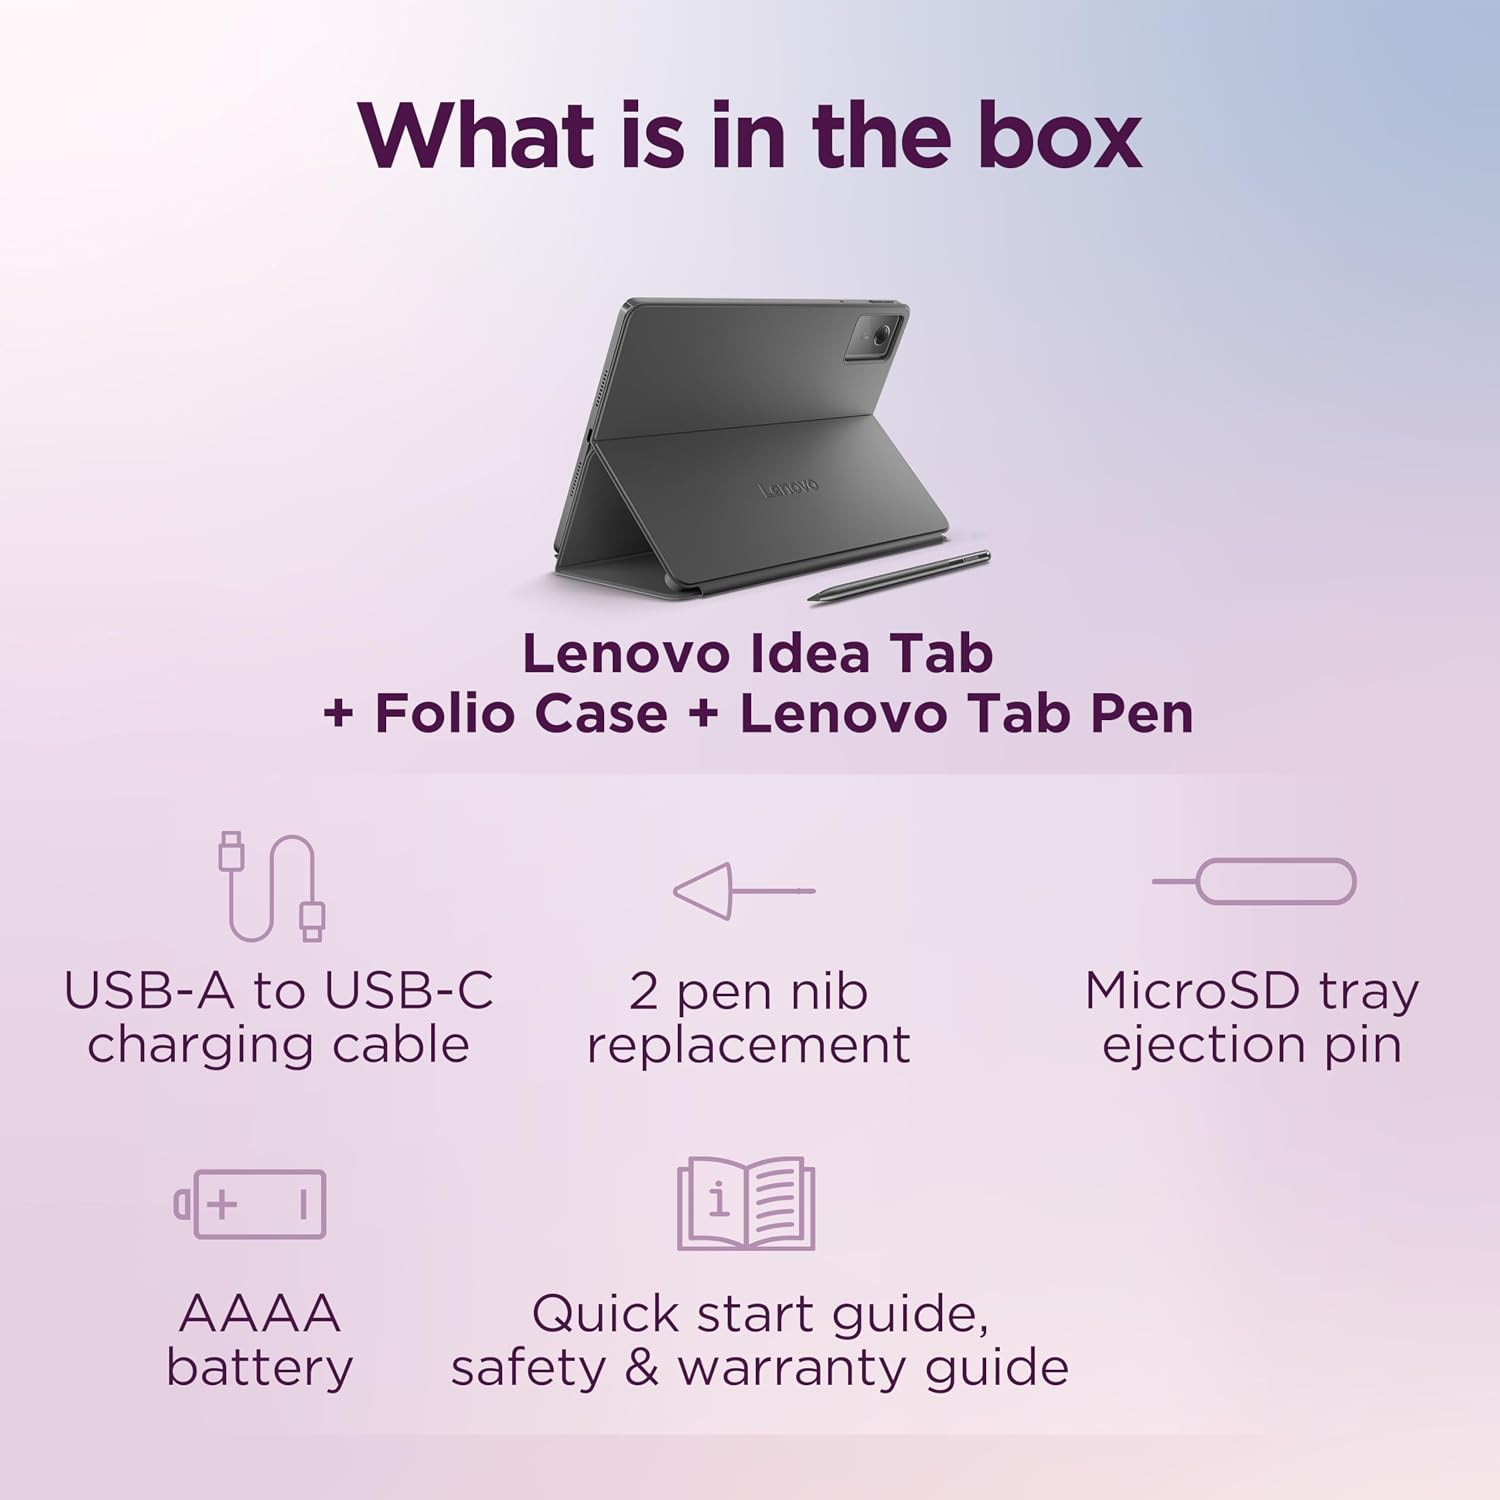 What is in the box
Lenovo
Lenovo Idea Tab
+ Folio Case + Lenovo Tab Pen
USB-A to USB-C
charging cable
2 pen nib
replacement
MicroSD tray
ejection pin
AAAA
battery
Quick start guide,
safety & warranty guide